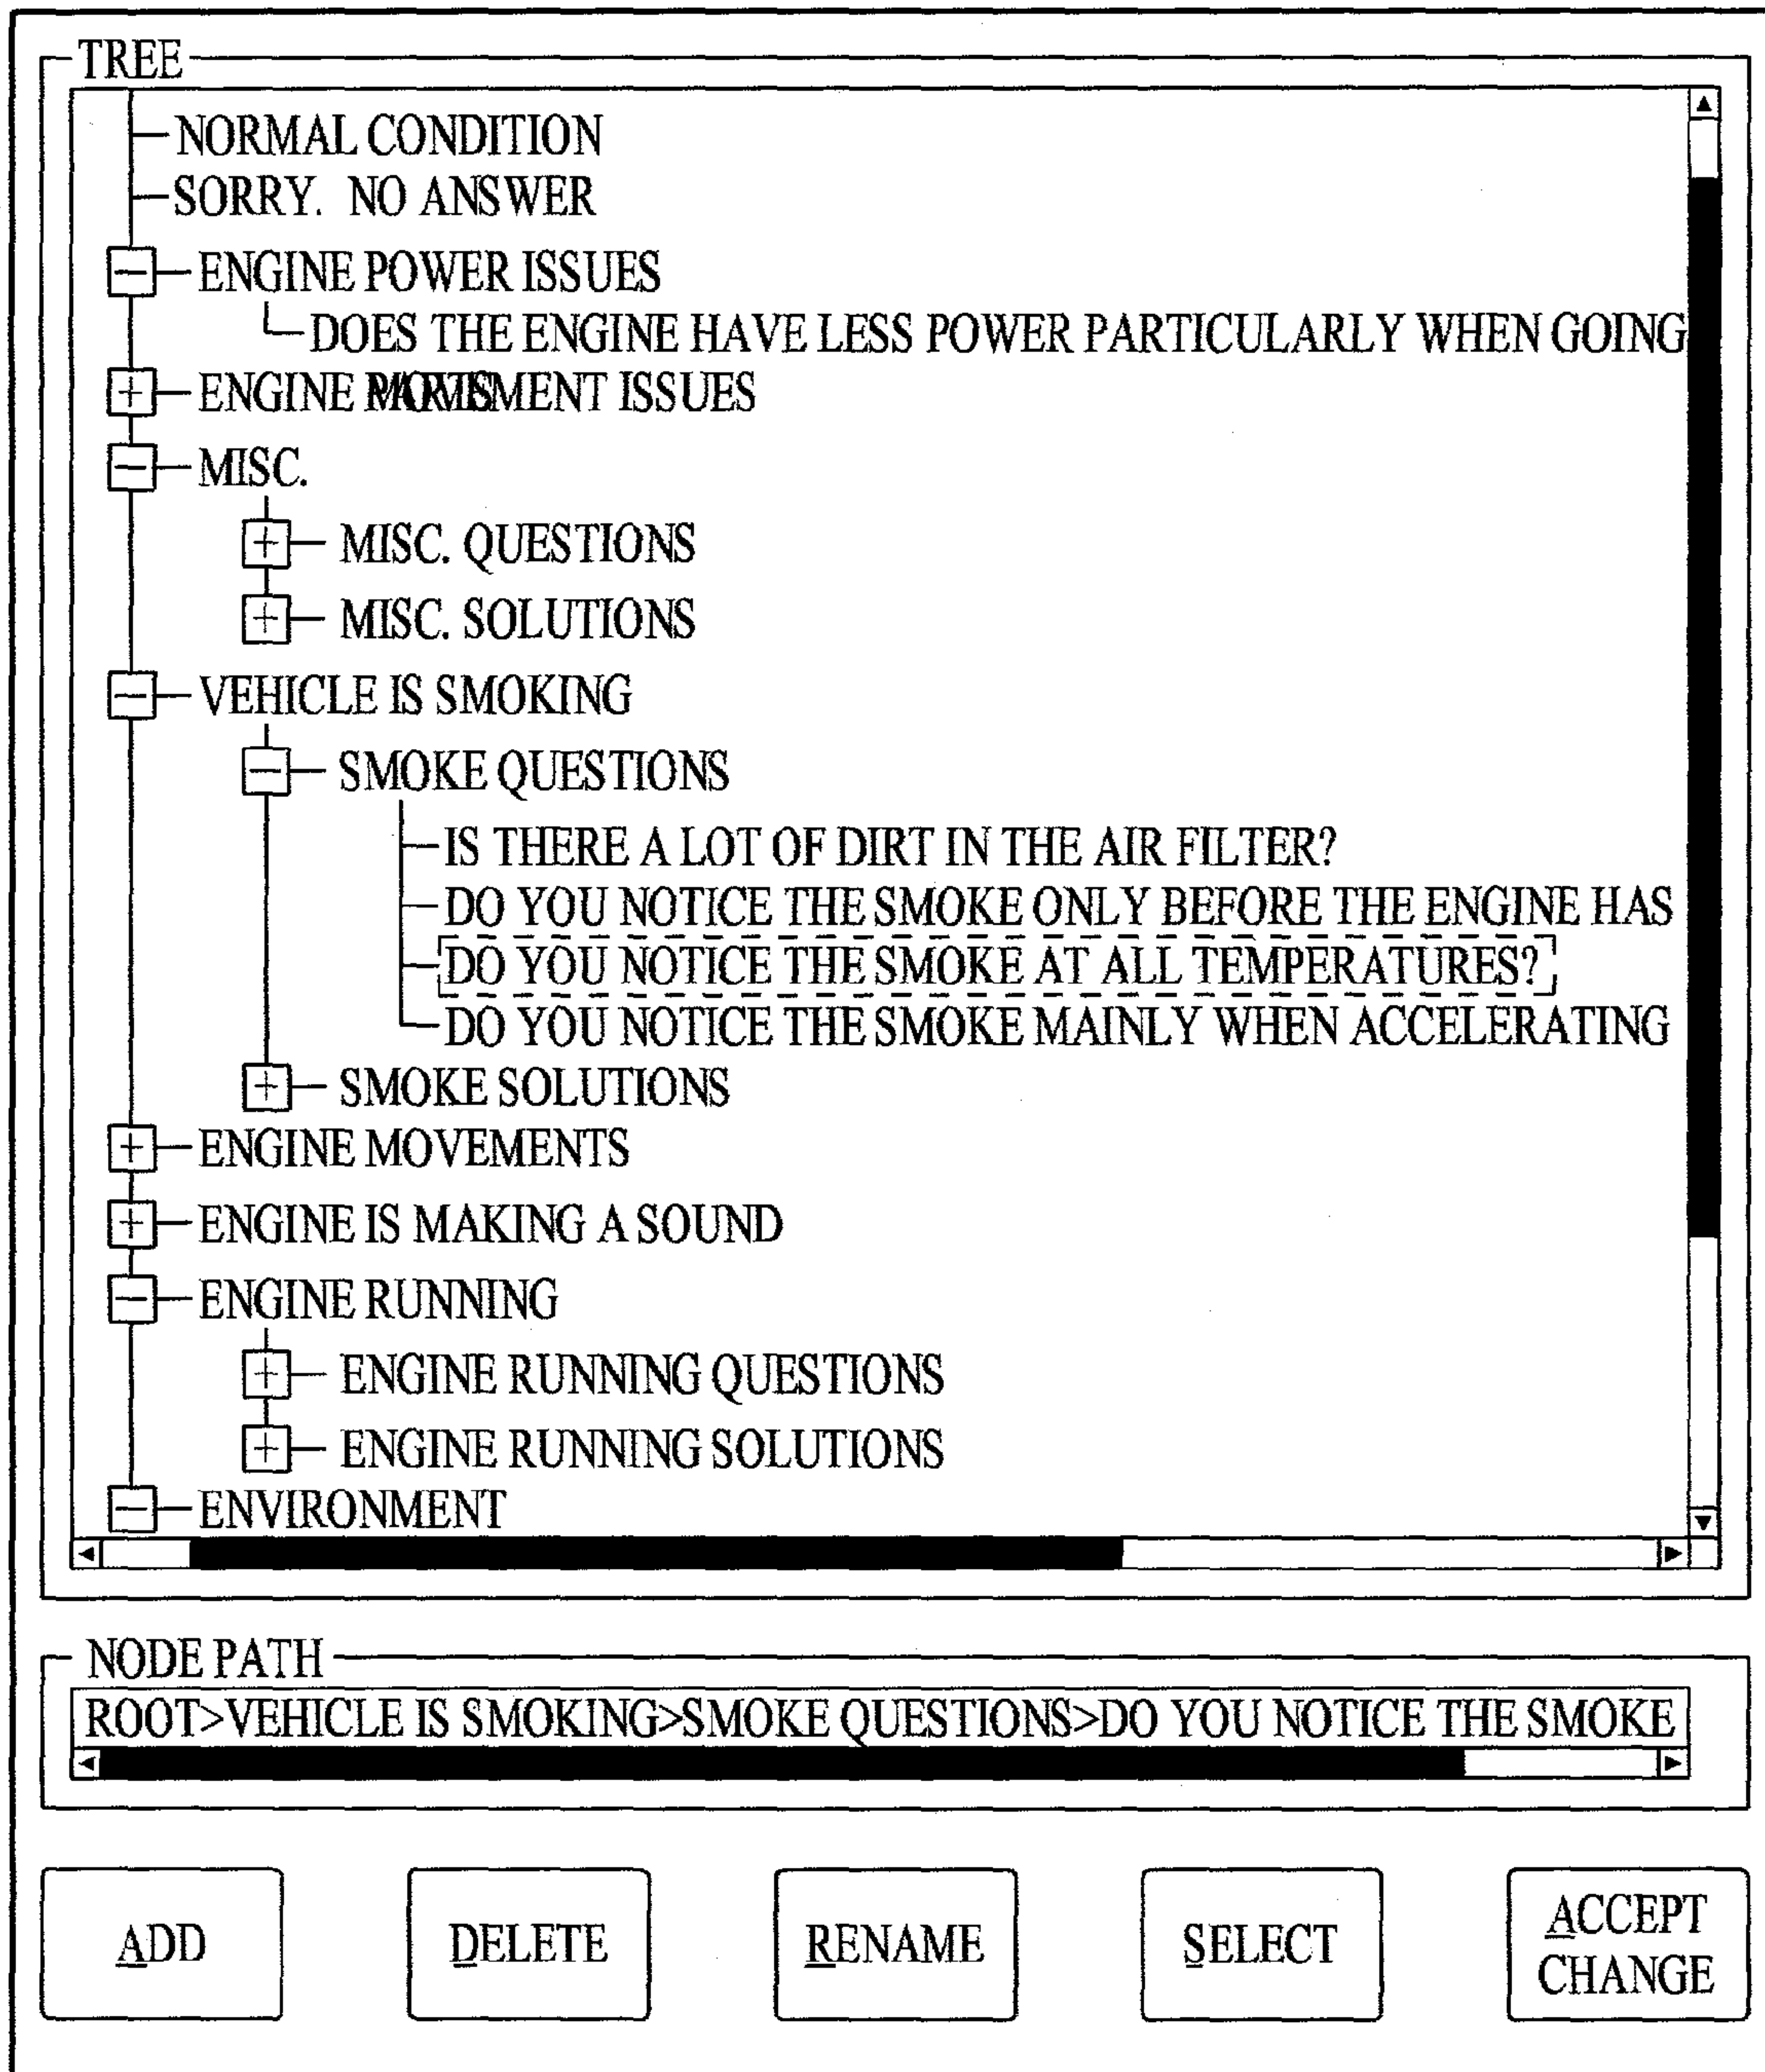 TREE
NORMAL CONDITION
SORRY. NO ANSWER
ENGINE POWER ISSUES
DOES THE ENGINE HAVE LESS POWER PARTICULARLY WHEN GOING
ENGINE ISSUES
MISC.
MISC. QUESTIONS
MISC. SOLUTIONS
VEHICLE IS SMOKING
SMOKE QUESTIONS
IS THERE A LOT OF DIRT IN THE AIR FILTER?
DO YOU NOTICE THE SMOKE ONLY BEFORE THE ENGINE HAS
DO YOU NOTICE THE SMOKE AT ALL TEMPERATURES?
DO YOU NOTICE THE SMOKE MAINLY WHEN ACCELERATING
SMOKE SOLUTIONS
ENGINE MOVEMENTS
ENGINE IS MAKING A SOUND
ENGINE RUNNING
ENGINE RUNNING QUESTIONS
ENGINE RUNNING SOLUTIONS
ENVIRONMENT
NODE PATH
ROOT>VEHICLE IS SMOKING>SMOKE QUESTIONS>DO YOU NOTICE THE SMOKE
ADD
DELETE
RENAME
SELECT
ACCEPT
CHANGE